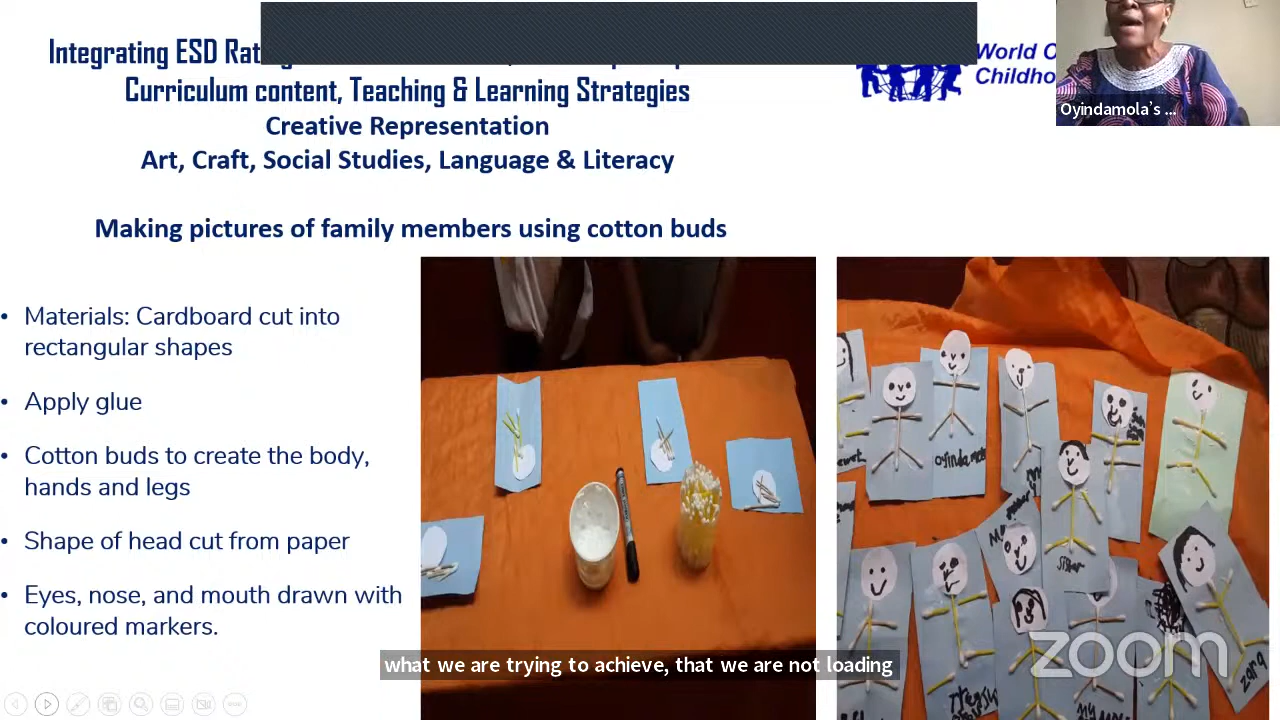 Integrating ESD
Curriculum content, Teaching & Learning Strategies
Creative Representation
Art, Craft, Social Studies, Language & Literacy
World
Oyindamola’s ...
Making pictures of family members using cotton buds
• Materials: Cardboard cut into
rectangular shapes
• Apply glue
• Cotton buds to create the body,
hands and legs
• Shape of head cut from paper
• Eyes, nose, and mouth drawn with
coloured markers.
sister
zara
what we are trying to achieve, that we are not loading
zoom